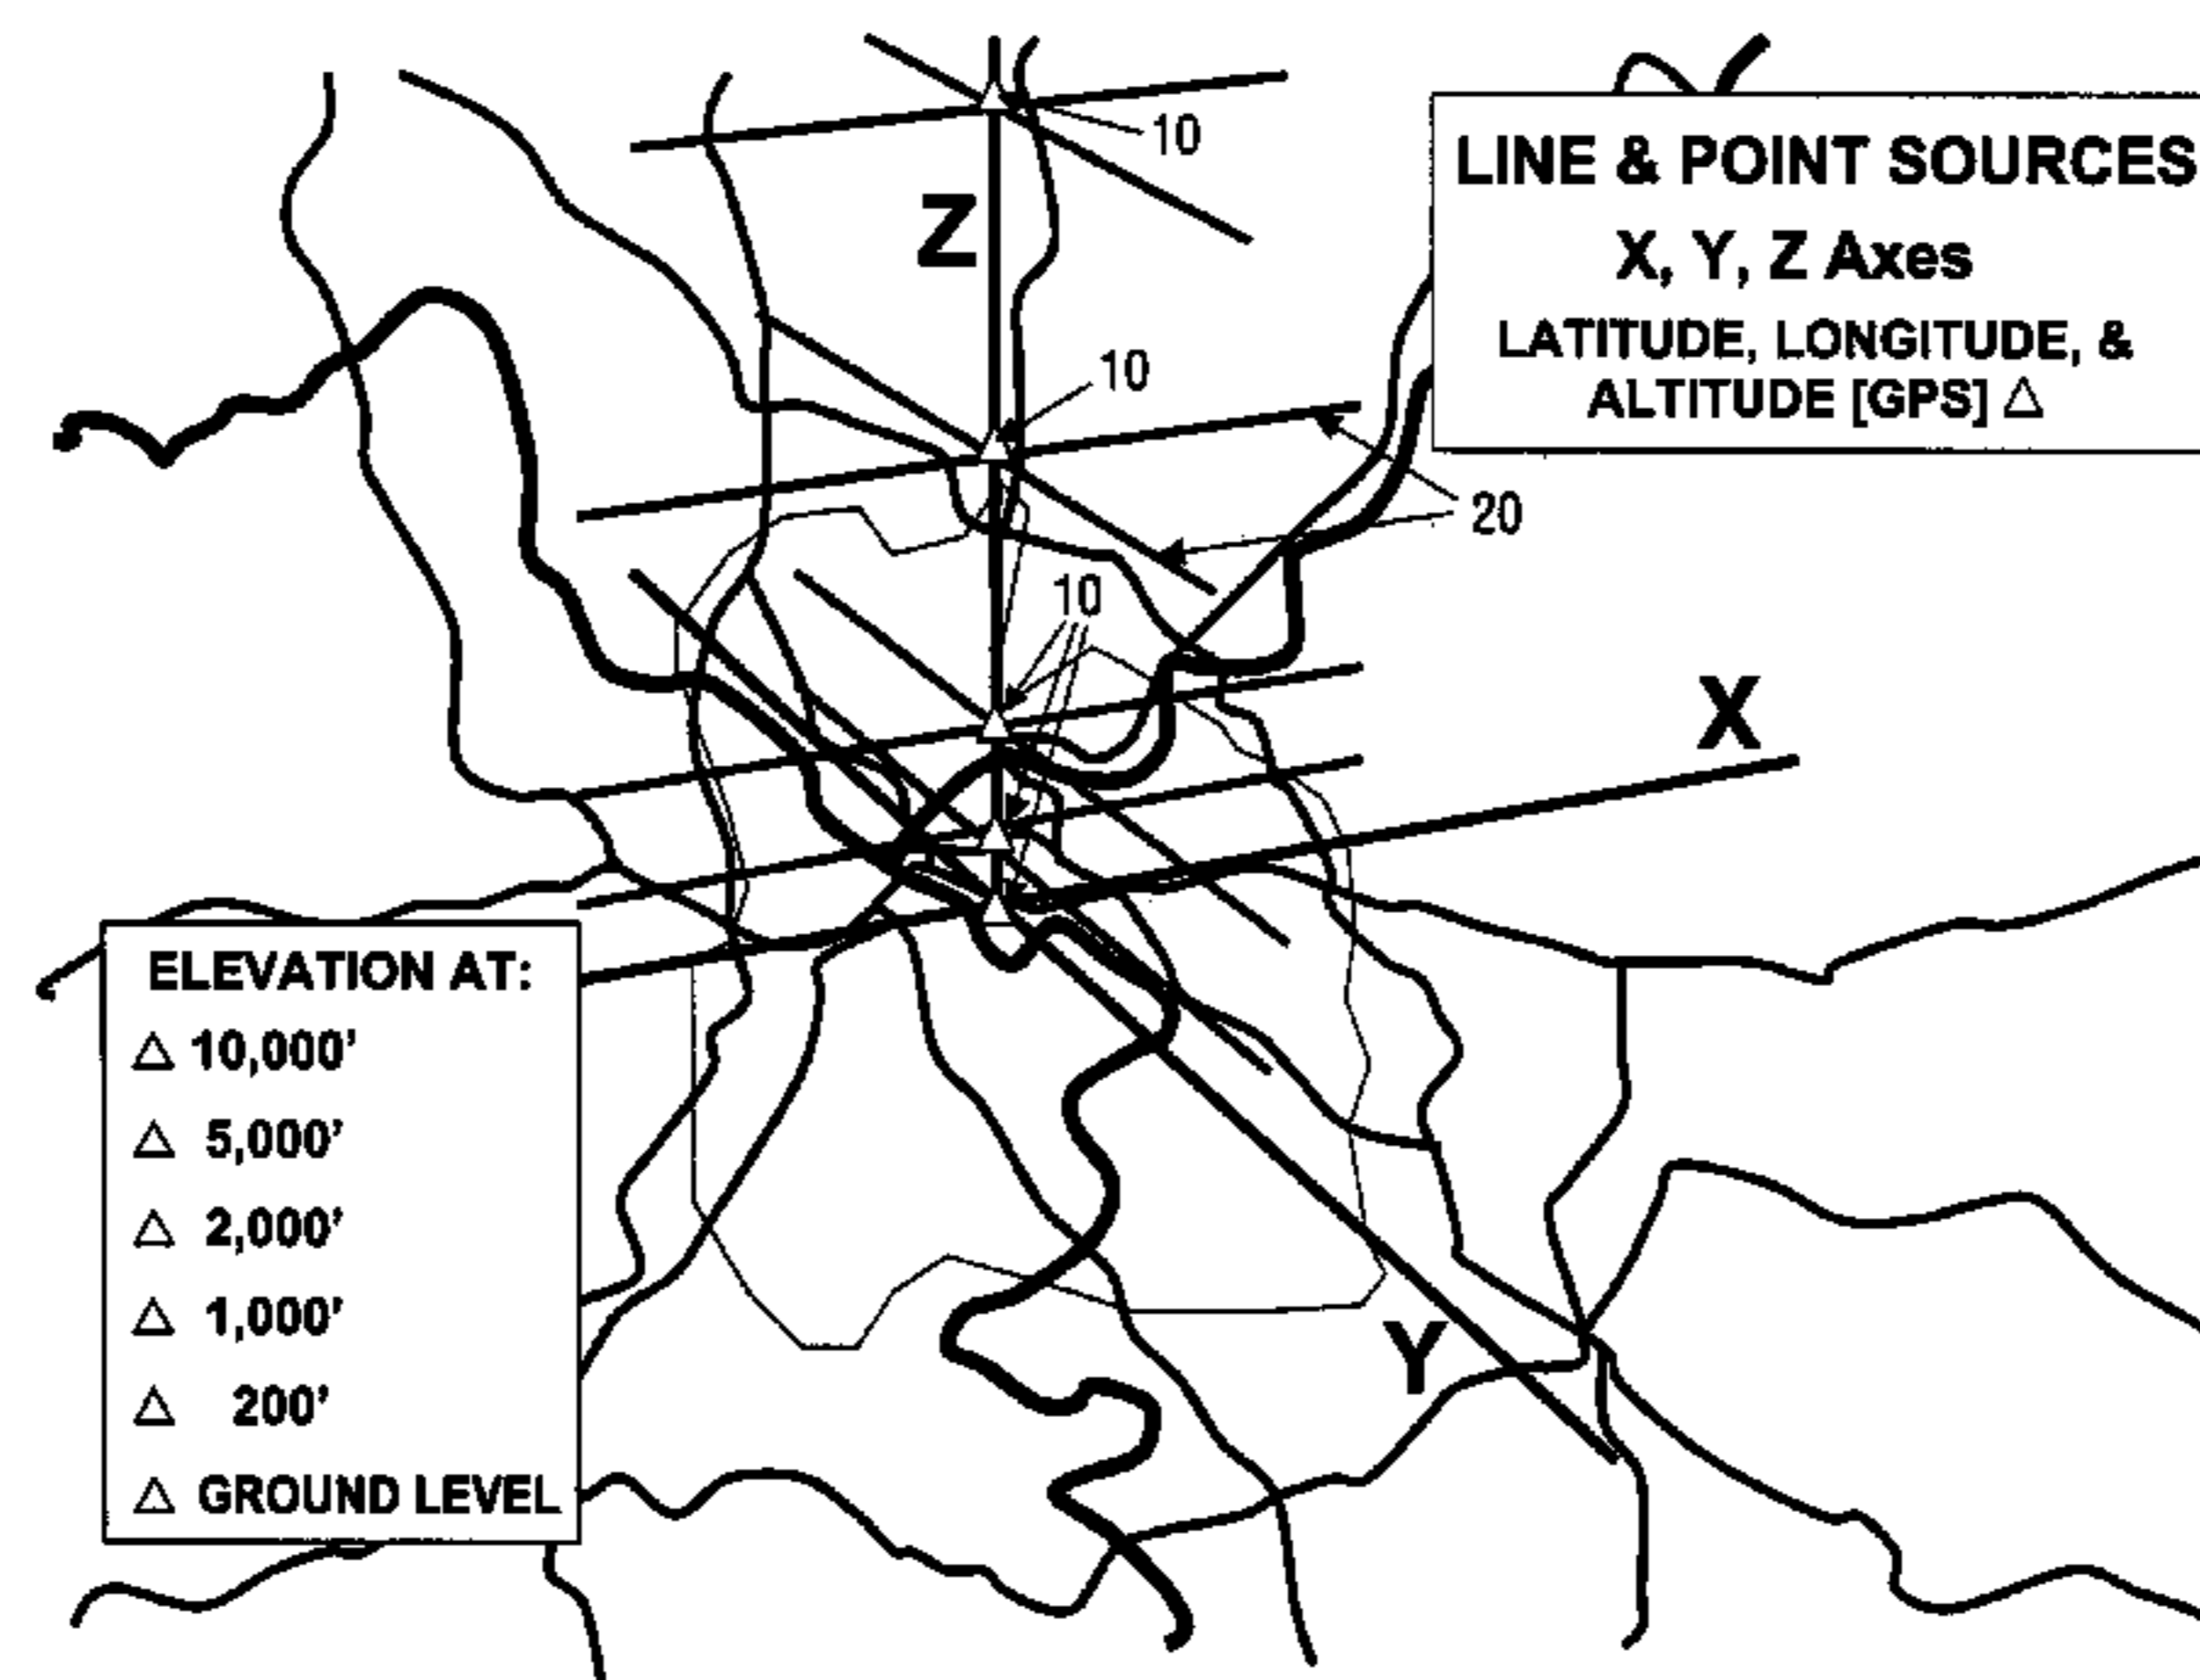 10
LINE & POINT SOURCES
X, Y, Z Axes
LATITUDE, LONGITUDE, &
ALTITUDE [GPS] △
Z
10
20
10
X
ELEVATION AT:
△ 10,000'
△ 5,000'
△ 2,000'
△ 1,000'
△ 200'
△ GROUND LEVEL
Y